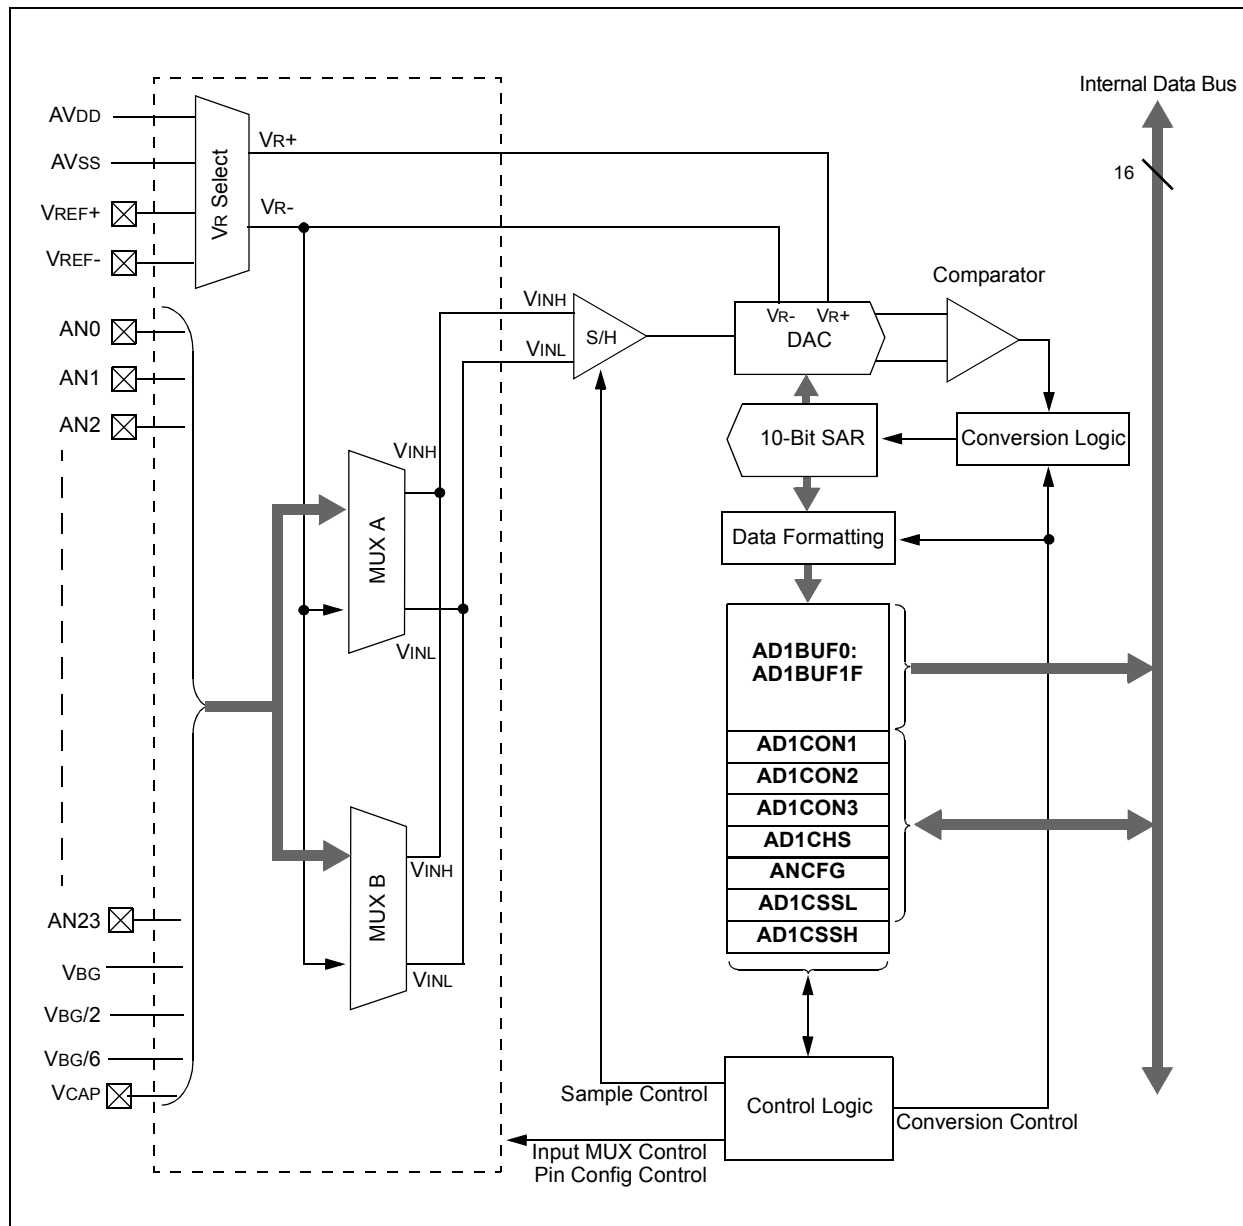 Internal Data Bus
16
AVDD
AVSS
VREF+
VREF-
VR Select
VR+
VR-
AN0
AN1
AN2
AN23
VBG
VBG/2
VBG/6
VCAP
MUX A
VINH
VINL
MUX B
VINH
VINL
VINH
VINL
S/H
VR- VR+
DAC
Comparator
10-Bit SAR
Conversion Logic
Data Formatting
AD1BUF0:
AD1BUF1F
AD1CON1
AD1CON2
AD1CON3
AD1CHS
ANCFG
AD1CSSL
AD1CSSH
Control Logic
Sample Control
Conversion Control
Input MUX Control
Pin Config Control